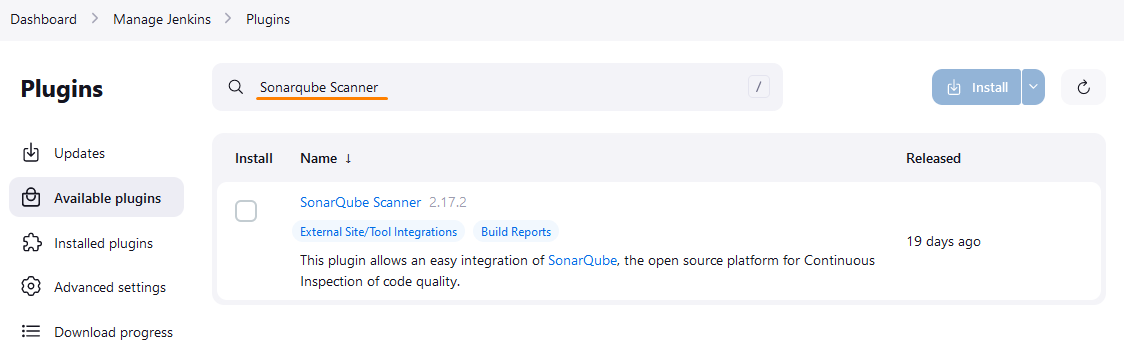 Dashboard > Manage Jenkins > Plugins
Plugins
Sonarqube Scanner /
Install
Updates
Available plugins
Installed plugins
Advanced settings
Download progress
Install Name ↓ Released
SonarQube Scanner 2.17.2
External Site/Tool Integrations Build Reports
This plugin allows an easy integration of SonarQube, the open source platform for Continuous
Inspection of code quality.
19 days ago